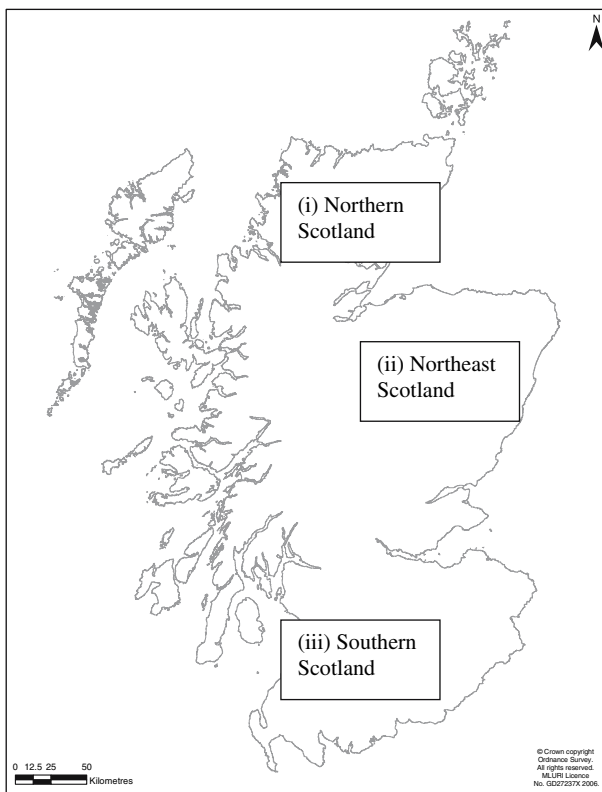 N
(i) Northern
Scotland
(ii) Northeast
Scotland
(iii) Southern
Scotland
0 12.5 25 50
Kilometres
© Crown copyright
Ordnance Survey.
All rights reserved.
MLURI Licence
No. GD27237X 2006.